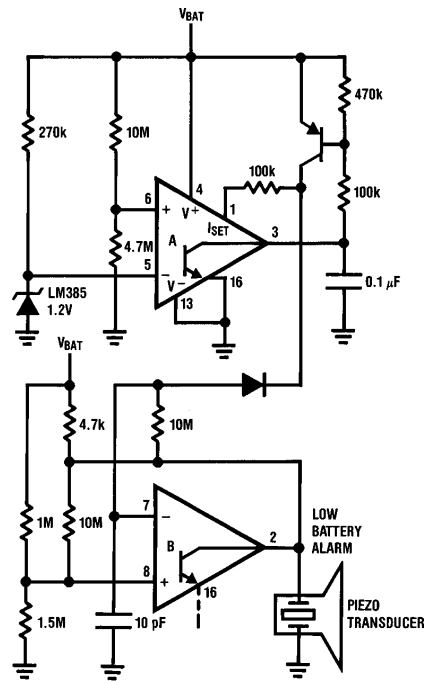 VBAT
470k
270k
10M
100k
100k
4
V+
6
+
1
ISET
3
A
4.7M
5
−
V−
16
13
LM385
1.2V
0.1 µF
VBAT
4.7k
10M
1M
10M
7
−
B
2
8
+
16
LOW
BATTERY
ALARM
1.5M
10 pF
PIEZO
TRANSDUCER